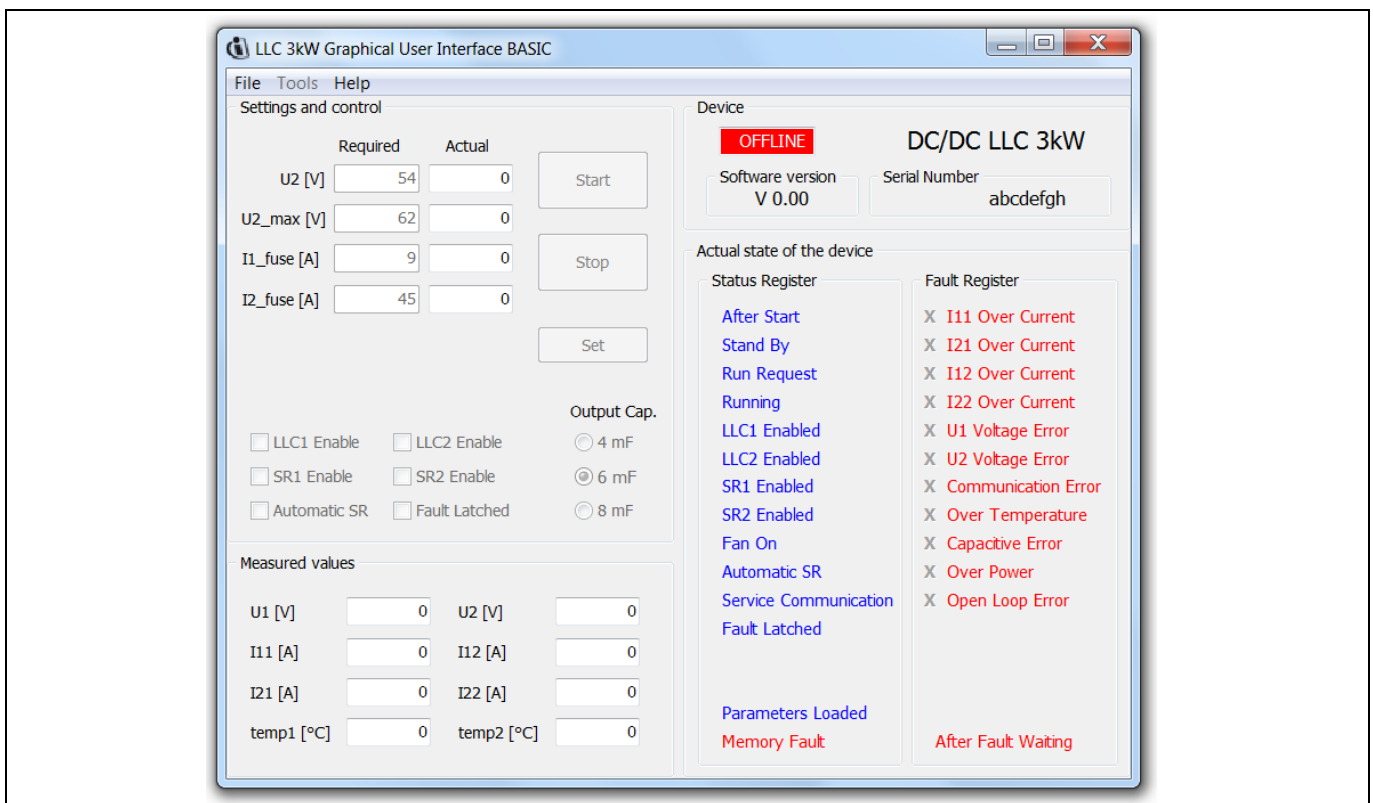 LLC 3kW Graphical User Interface BASIC
File Tools Help
Settings and control
Required Actual
U2 [V] 54 0 Start
U2_max [V] 62 0
I1_fuse [A] 9 0 Stop
I2_fuse [A] 45 0
Set
Output Cap.
LLC1 Enable LLC2 Enable 4 mF
SR1 Enable SR2 Enable 6 mF
Automatic SR Fault Latched 8 mF
Measured values
U1 [V] 0 U2 [V] 0
I11 [A] 0 I12 [A] 0
I21 [A] 0 I22 [A] 0
temp1 [°C] 0 temp2 [°C] 0
Device
OFFLINE DC/DC LLC 3kW
Software version Serial Number
V 0.00 abcdefgh
Actual state of the device
Status Register
After Start
Stand By
Run Request
Running
LLC1 Enabled
LLC2 Enabled
SR1 Enabled
SR2 Enabled
Fan On
Automatic SR
Service Communication
Fault Latched
Parameters Loaded
Memory Fault
Fault Register
X I11 Over Current
X I21 Over Current
X I12 Over Current
X I22 Over Current
X U1 Voltage Error
X U2 Voltage Error
X Communication Error
X Over Temperature
X Capacitive Error
X Over Power
X Open Loop Error
After Fault Waiting